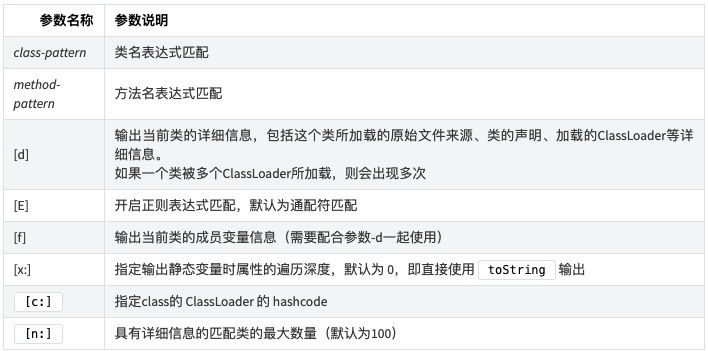 参数名称 参数说明
class-pattern 类名表达式匹配
method-
pattern 方法名表达式匹配
[d] 输出当前类的详细信息，包括这个类所加载的原始文件来源、类的声明、加载的ClassLoader等详
细信息。
如果一个类被多个ClassLoader所加载，则会出现多次
[E] 开启正则表达式匹配，默认为通配符匹配
[f] 输出当前类的成员变量信息（需要配合参数-d一起使用）
[x:] 指定输出静态变量时属性的遍历深度，默认为 0，即直接使用 toString 输出
[c:] 指定class的 ClassLoader 的 hashcode
[n:] 具有详细信息的匹配类的最大数量（默认为100）